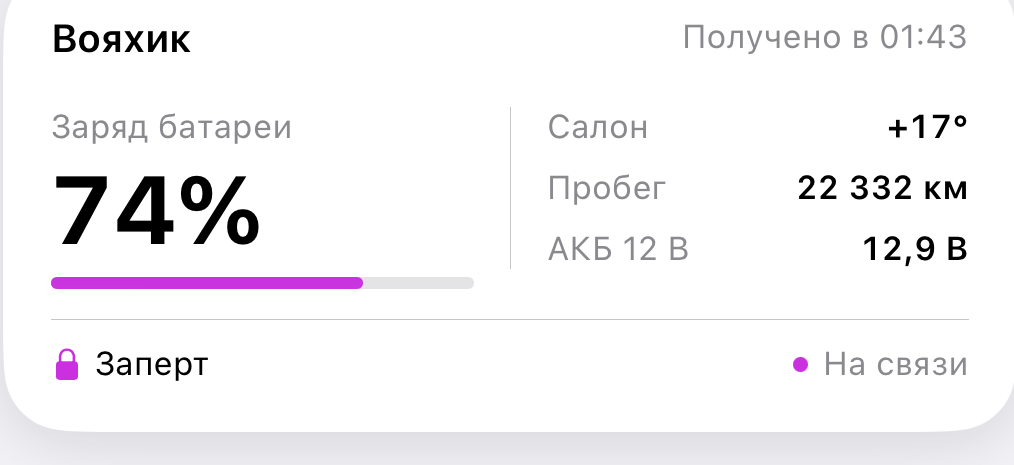 Вояхик
Получено в 01:43
Заряд батареи
74%
Салон +17°
Пробег 22 332 км
АКБ 12 В 12,9 В
Заперт
На связи